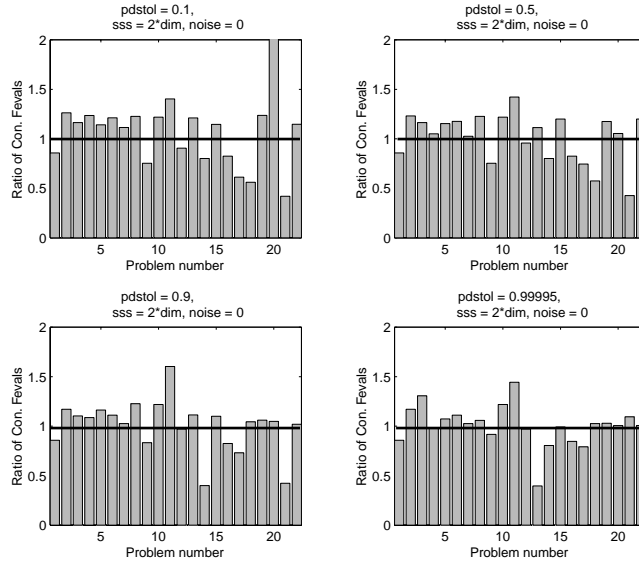 pdstol = 0.1,
sss = 2*dim, noise = 0
2
1.5
1
0.5
0
Ratio of Con. Fevals
5 10 15 20
Problem number
pdstol = 0.5,
sss = 2*dim, noise = 0
2
1.5
1
0.5
0
Ratio of Con. Fevals
5 10 15 20
Problem number
pdstol = 0.9,
sss = 2*dim, noise = 0
2
1.5
1
0.5
0
Ratio of Con. Fevals
5 10 15 20
Problem number
pdstol = 0.99995,
sss = 2*dim, noise = 0
2
1.5
1
0.5
0
Ratio of Con. Fevals
5 10 15 20
Problem number